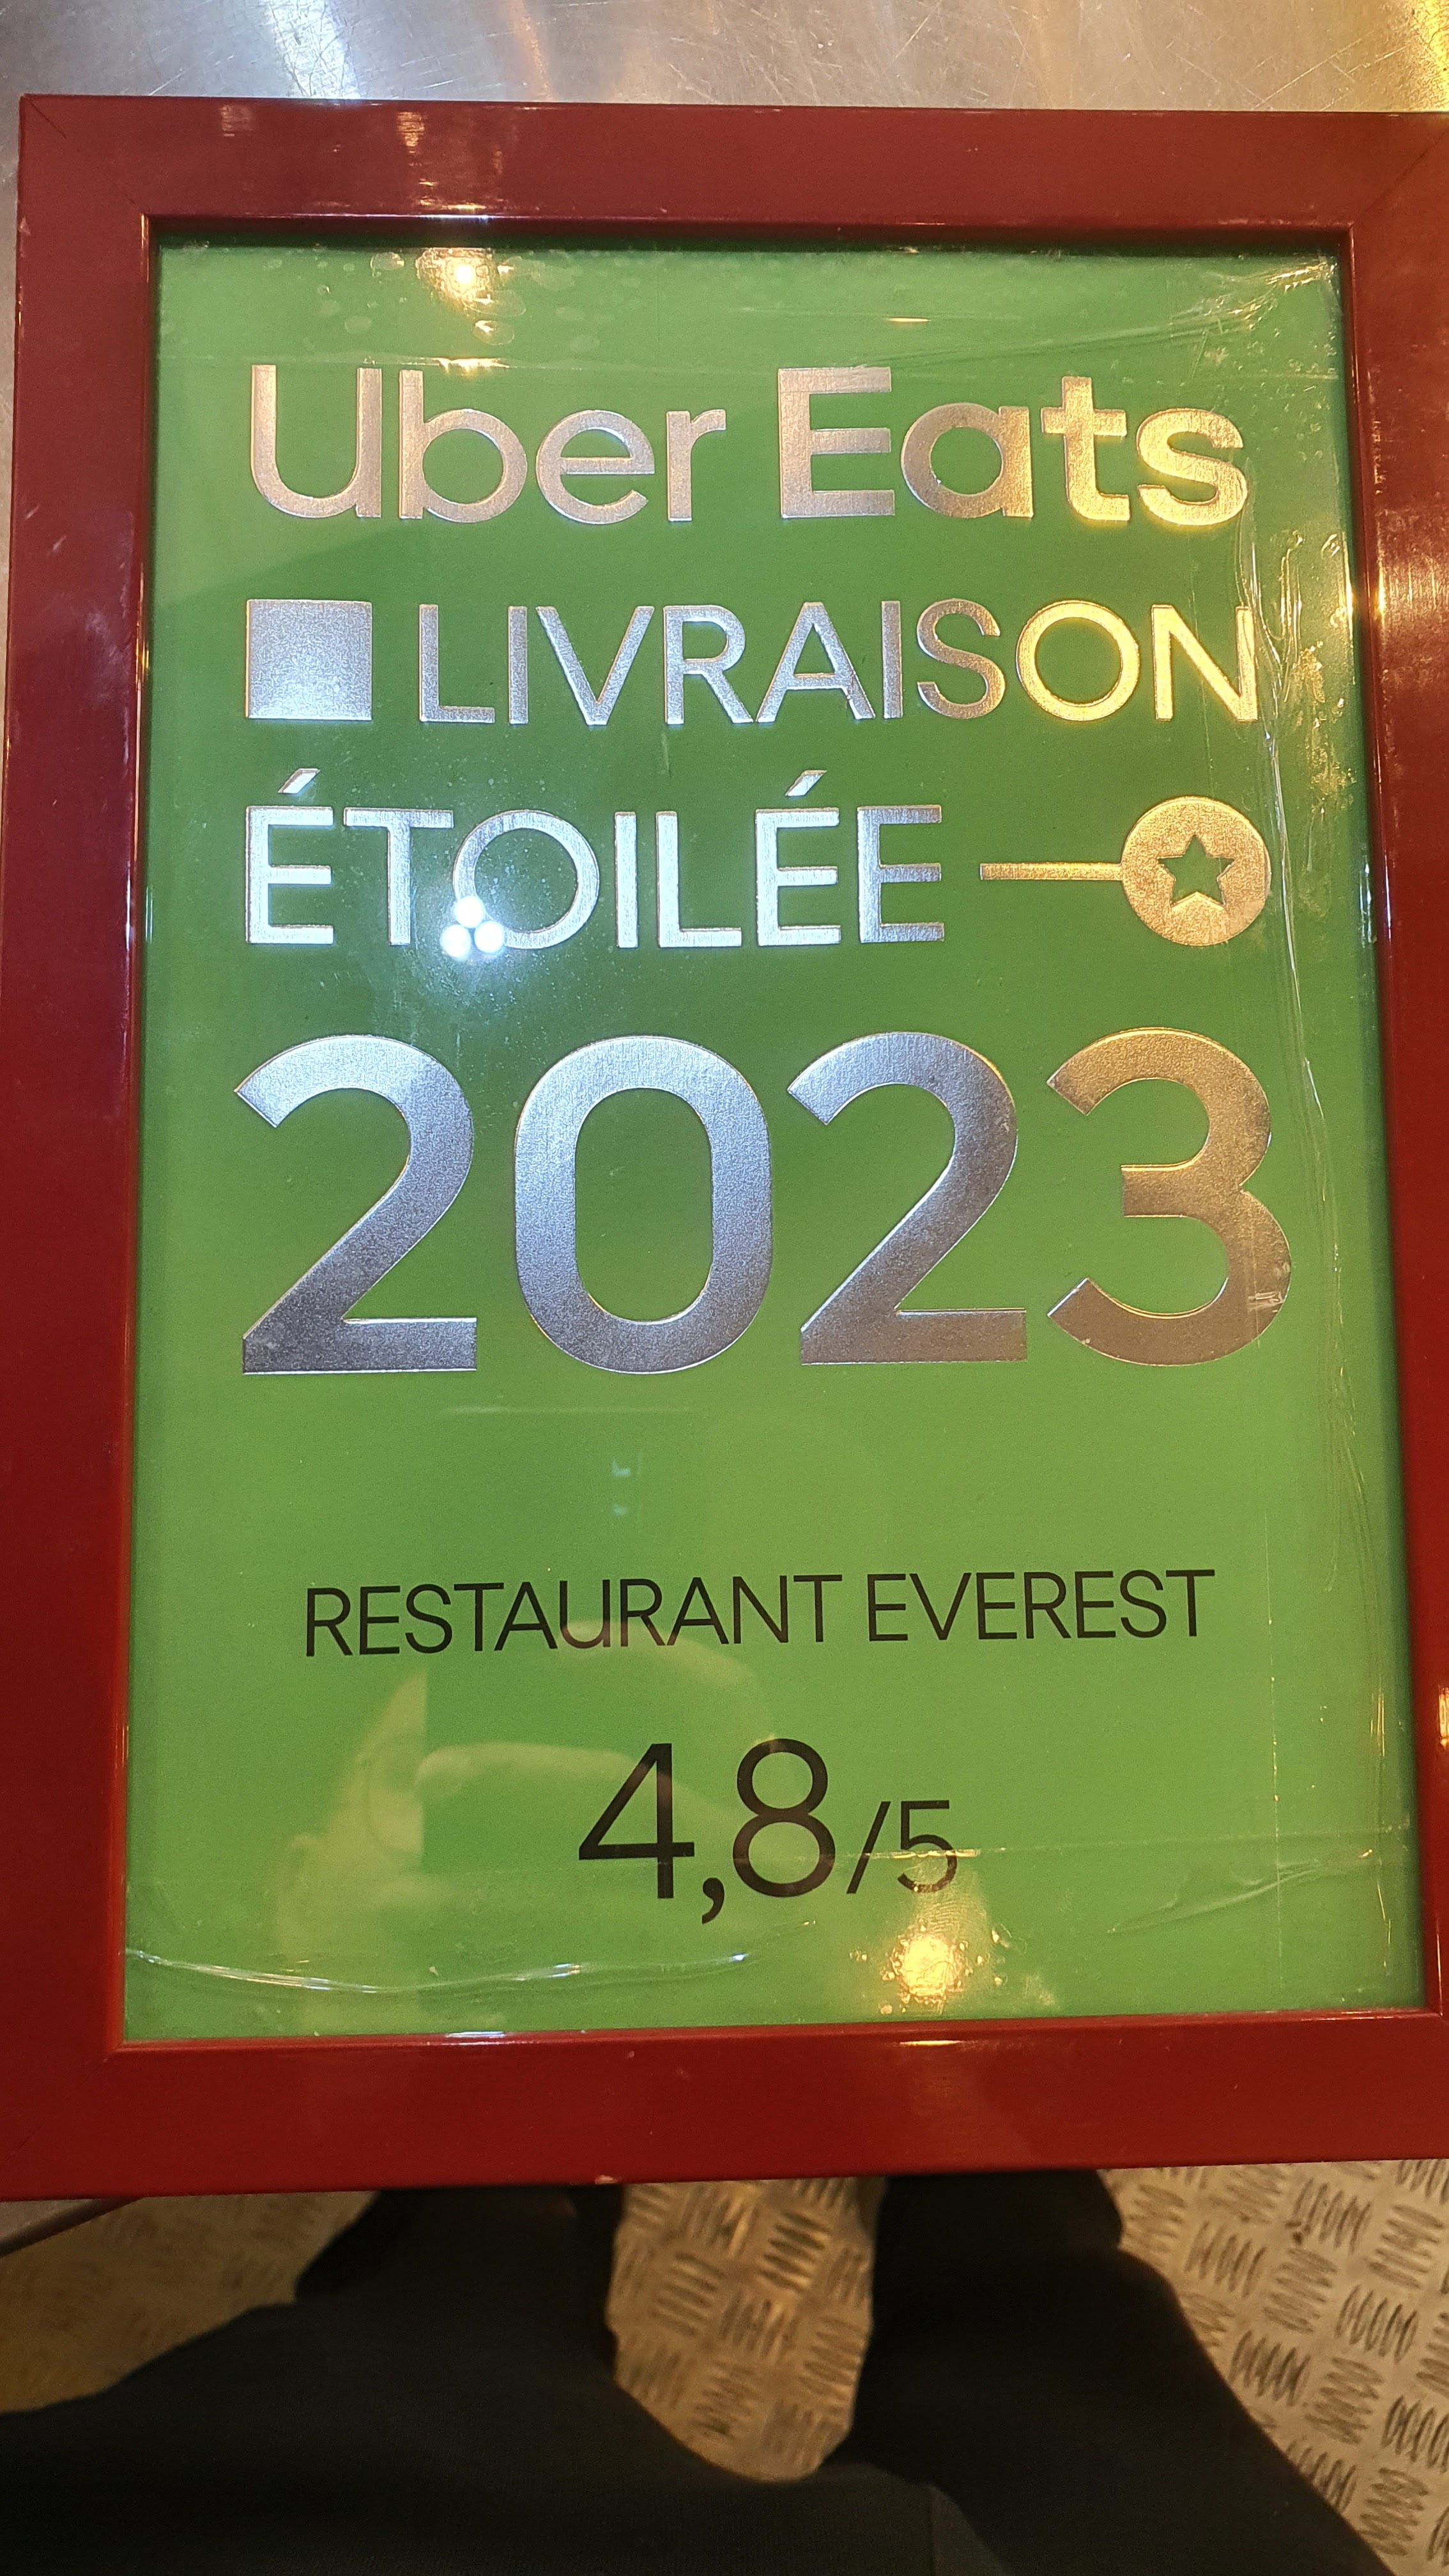 Uber Eats
LIVRAISON
ÉTOILÉE
2023
RESTAURANT EVEREST
4,8/5